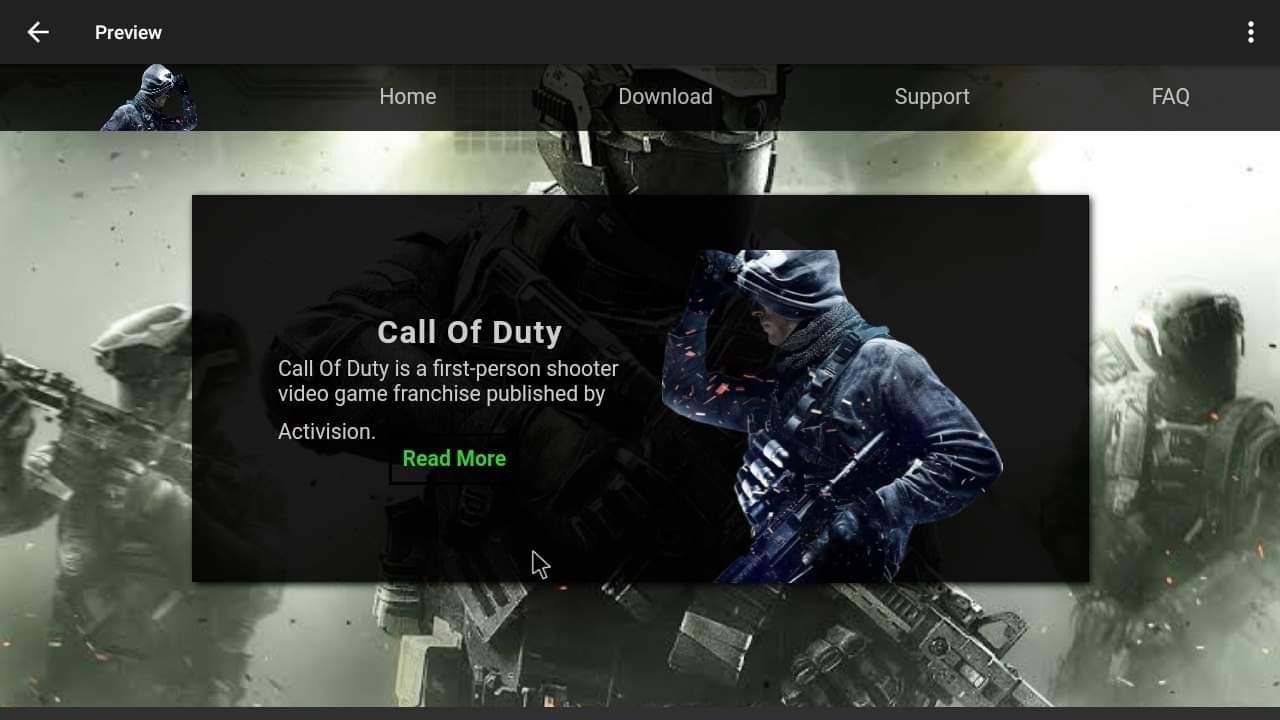 Preview
Home Download Support FAQ
Call Of Duty
Call Of Duty is a first-person shooter
video game franchise published by
Activision.
Read More